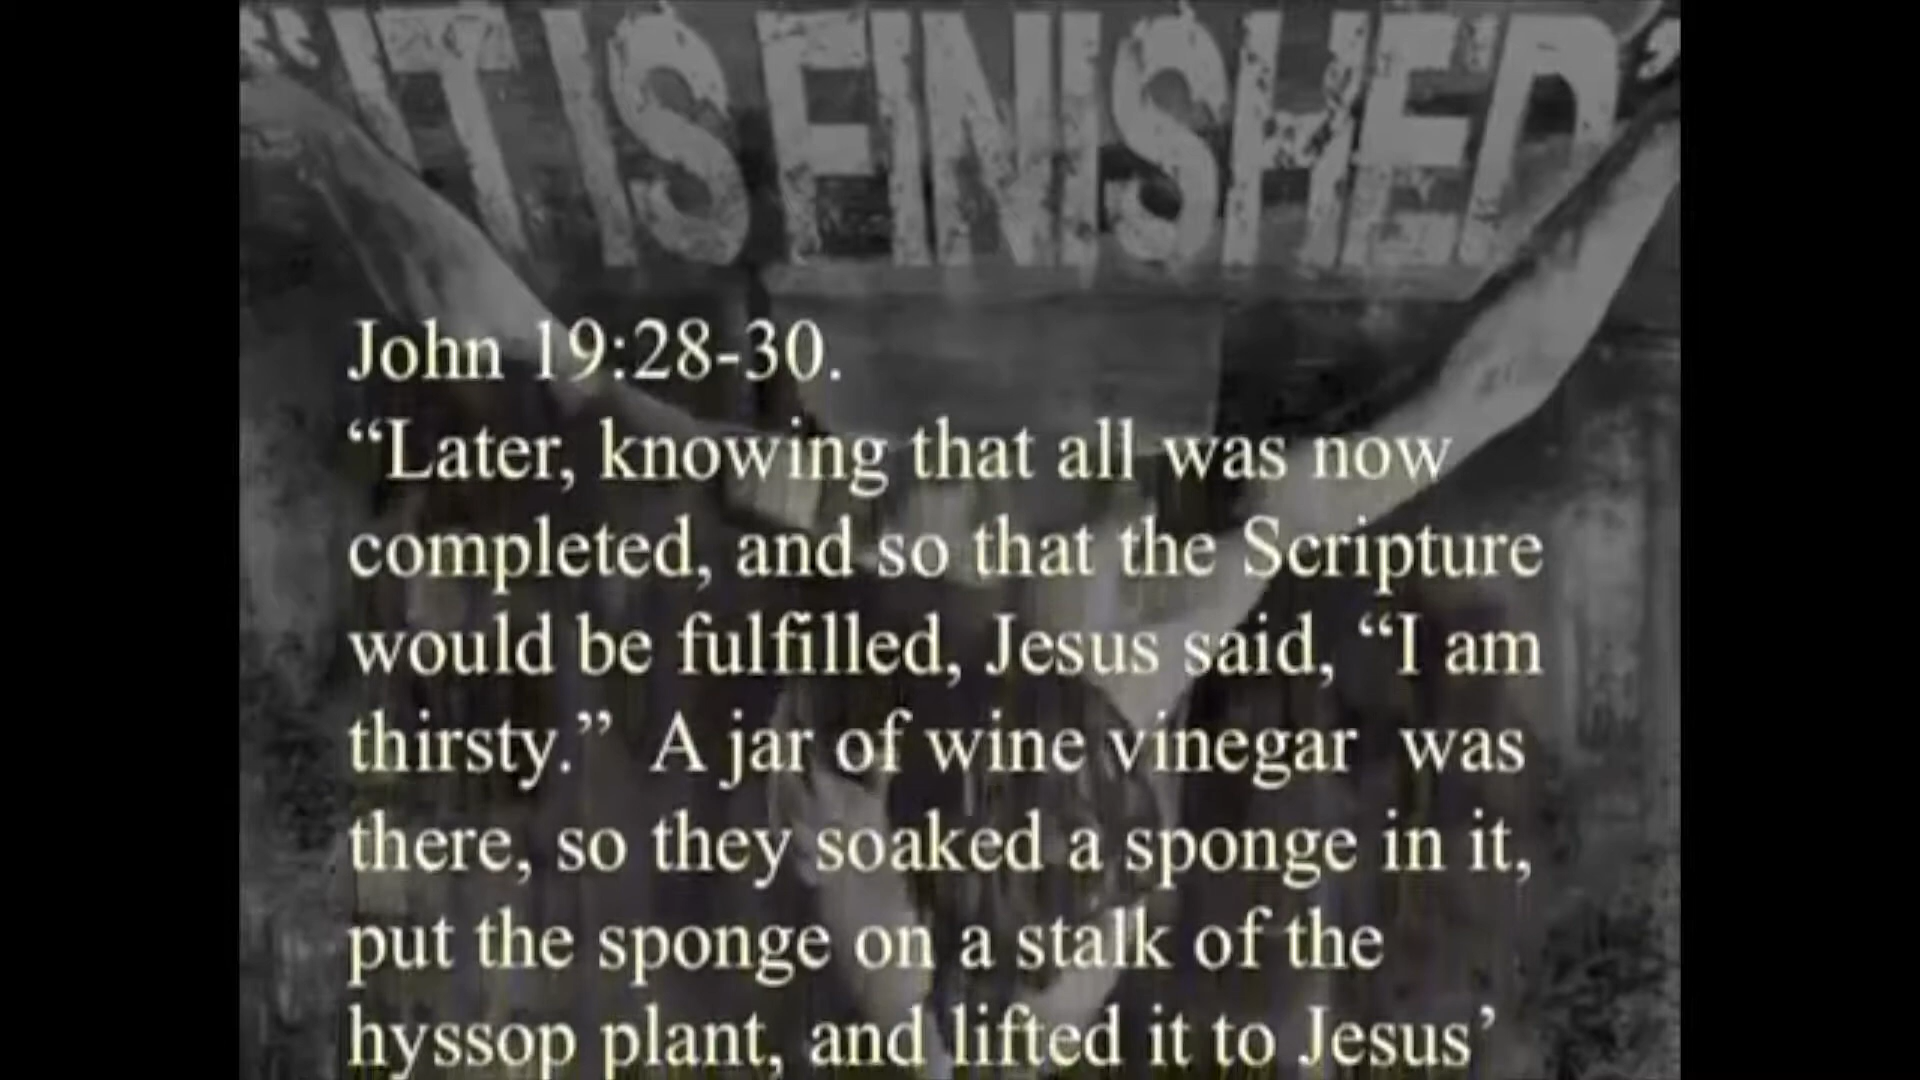 “IT IS FINISHED”
John 19:28-30.
“Later, knowing that all was now
completed, and so that the Scripture
would be fulfilled, Jesus said, “I am
thirsty.”  A jar of wine vinegar  was
there, so they soaked a sponge in it,
put the sponge on a stalk of the
hyssop plant, and lifted it to Jesus’